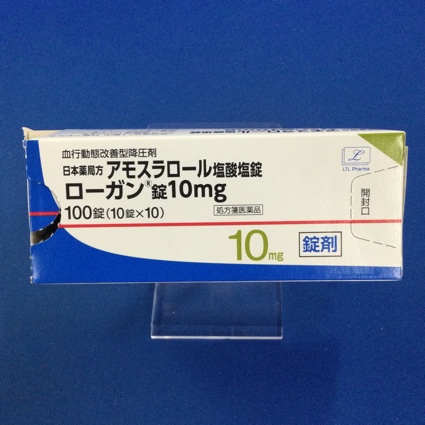 血行動態改善型降圧剤
日本薬局方 アモスラロール塩酸塩錠
ローガン®錠10mg
100錠(10錠×10)
処方箋医薬品
10mg
錠剤
L
LTL Pharma
開封口